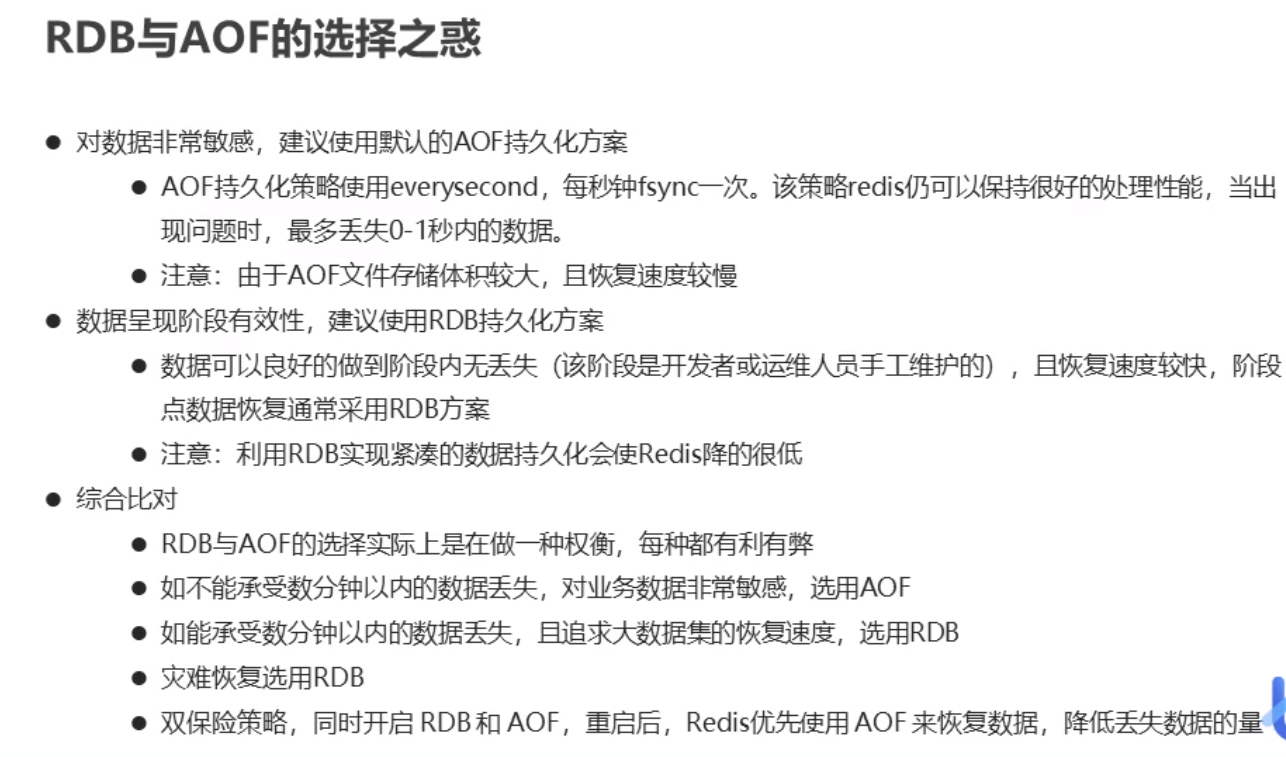 RDB与AOF的选择之惑
● 对数据非常敏感，建议使用默认的AOF持久化方案
● AOF持久化策略使用everysecond，每秒钟fsync一次。该策略redis仍可以保持很好的处理性能，当出
现问题时，最多丢失0-1秒内的数据。
● 注意：由于AOF文件存储体积较大，且恢复速度较慢
● 数据呈现阶段有效性，建议使用RDB持久化方案
● 数据可以良好的做到阶段内无丢失（该阶段是开发者或运维人员手工维护的），且恢复速度较快，阶段
点数据恢复通常采用RDB方案
● 注意：利用RDB实现紧凑的数据持久化会使Redis降的很低
● 综合比对
● RDB与AOF的选择实际上是在做一种权衡，每种都有利有弊
● 如不能承受数分钟以内的数据丢失，对业务数据非常敏感，选用AOF
● 如能承受数分钟以内的数据丢失，且追求大数据集的恢复速度，选用RDB
● 灾难恢复选用RDB
● 双保险策略，同时开启 RDB 和 AOF，重启后，Redis优先使用 AOF 来恢复数据，降低丢失数据的量